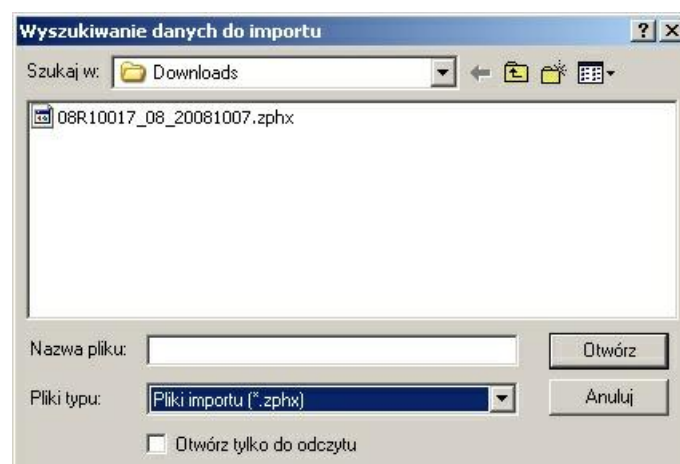 Wyszukiwanie danych do importu
Szukaj w: Downloads
08R10017_08_20081007.zphx
Nazwa pliku: Otwórz
Pliki typu: Pliki importu (*.zphx) Anuluj
Otwórz tylko do odczytu